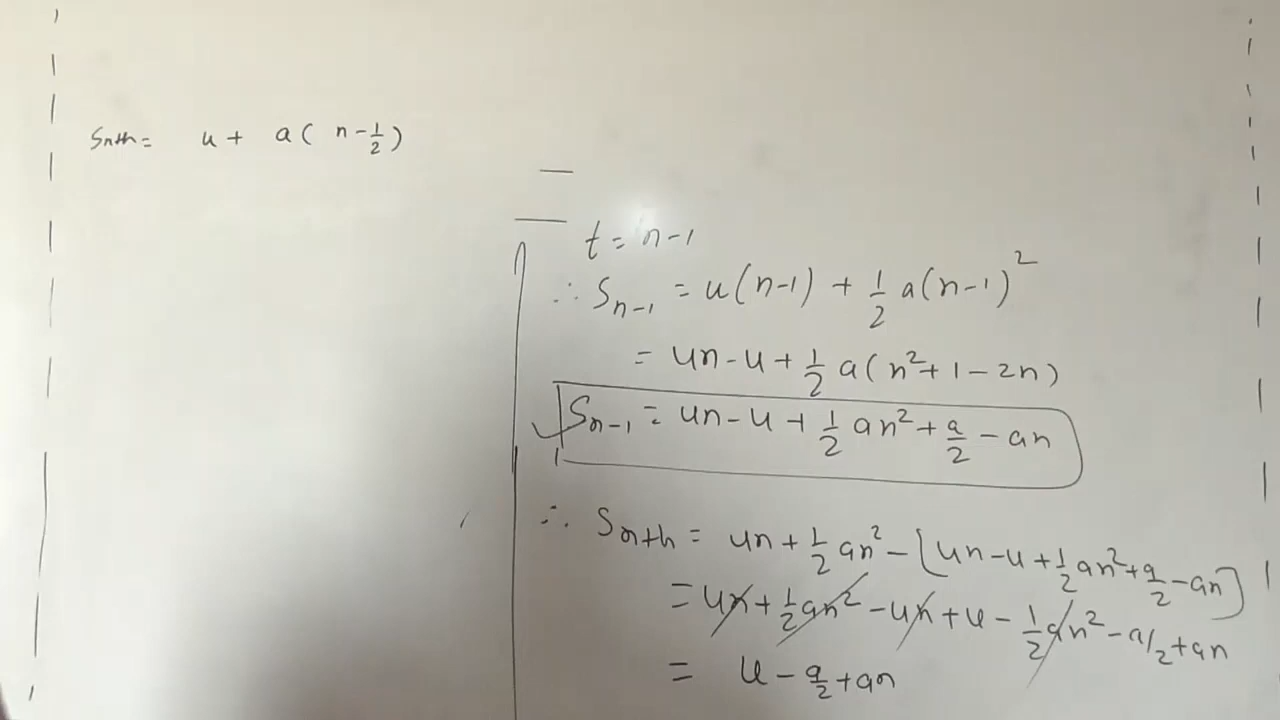 Snth = u + a ( n - 1/2 )
t = n-1
∴ Sn-1 = u(n-1) + 1/2 a(n-1)²
= un - u + 1/2 a(n² + 1 - 2n)
Sn-1 = un - u + 1/2 an² + a/2 - an
∴ Snth = un + 1/2 an² - [un - u + 1/2 an² + a/2 - an]
= un + 1/2 an² - un + u - 1/2 an² - a/2 + an
= u - a/2 + an